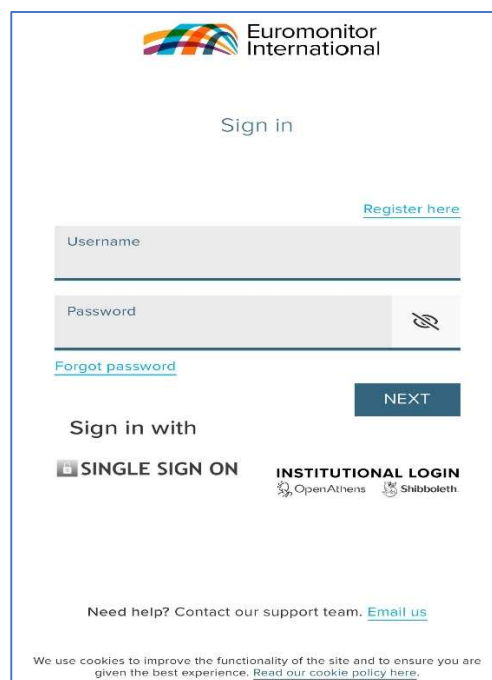 Euromonitor
International
Sign in
Register here
Username
Password
Forgot password
NEXT
Sign in with
SINGLE SIGN ON
INSTITUTIONAL LOGIN
OpenAthens Shibboleth.
Need help? Contact our support team. Email us
We use cookies to improve the functionality of the site and to ensure you are
given the best experience. Read our cookie policy here.